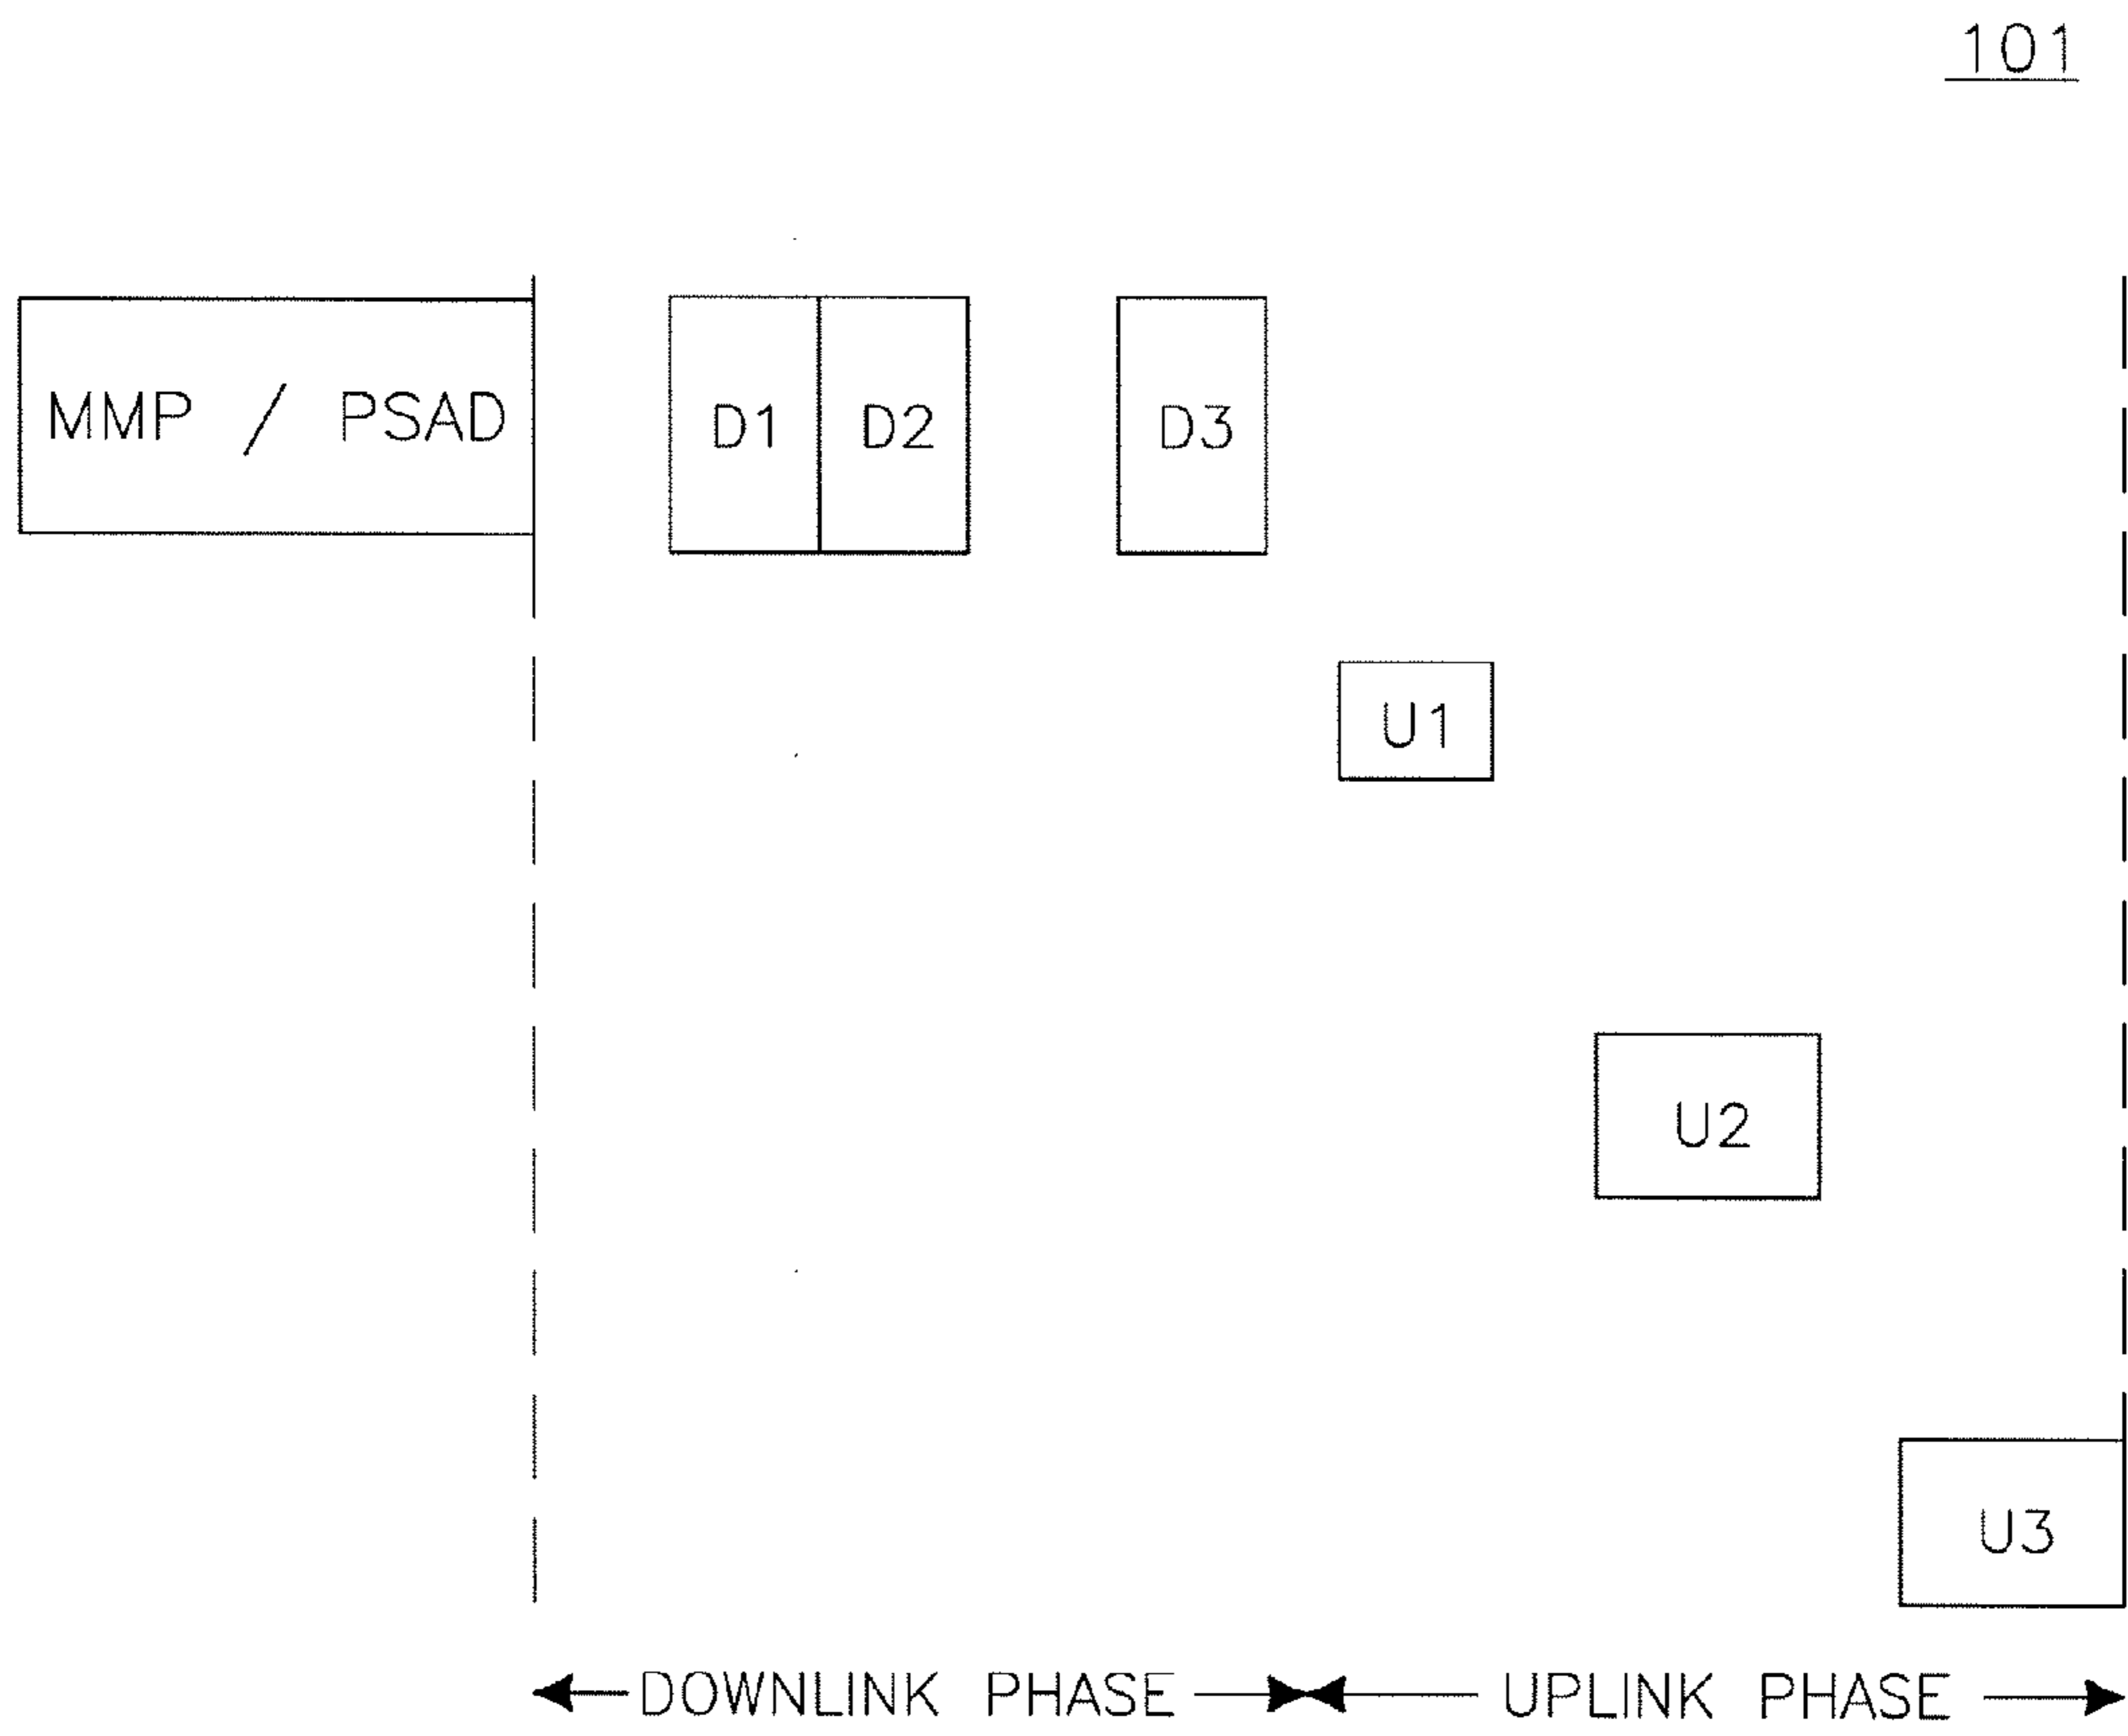 101
MMP / PSAD
D1
D2
D3
U1
U2
U3
DOWNLINK PHASE
UPLINK PHASE